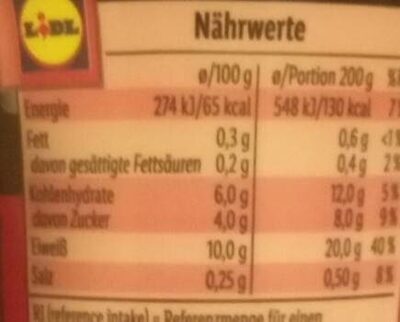 LIDL
Nährwerte
ø/100 g ø/Portion 200 g
Energie 274 kJ/65 kcal 548 kJ/130 kcal 7
Fett 0,3 g 0,6 g <1
davon gesättigte Fettsäuren 0,2 g 0,4 g 2%
Kohlenhydrate 6,0 g 12,0 g 5%
davon Zucker 4,0 g 8,0 g 9%
Eiweiß 10,0 g 20,0 g 40%
Salz 0,25 g 0,50 g 8%
RI (reference intake) = Referenzmenge für einen